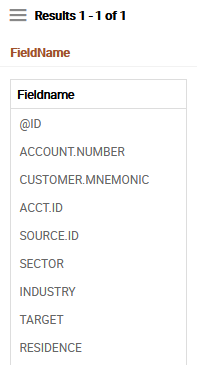 Results 1 - 1 of 1
FieldName
Fieldname
@ID
ACCOUNT.NUMBER
CUSTOMER.MNEMONIC
ACCT.ID
SOURCE.ID
SECTOR
INDUSTRY
TARGET
RESIDENCE